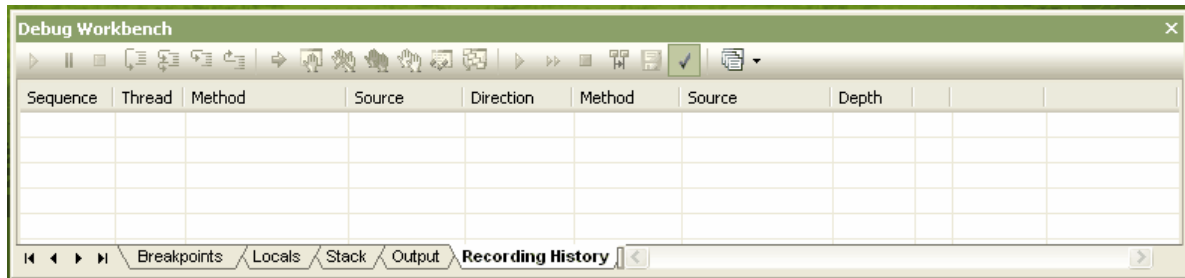 Debug Workbench
Sequence Thread Method Source Direction Method Source Depth
Breakpoints Locals Stack Output Recording History